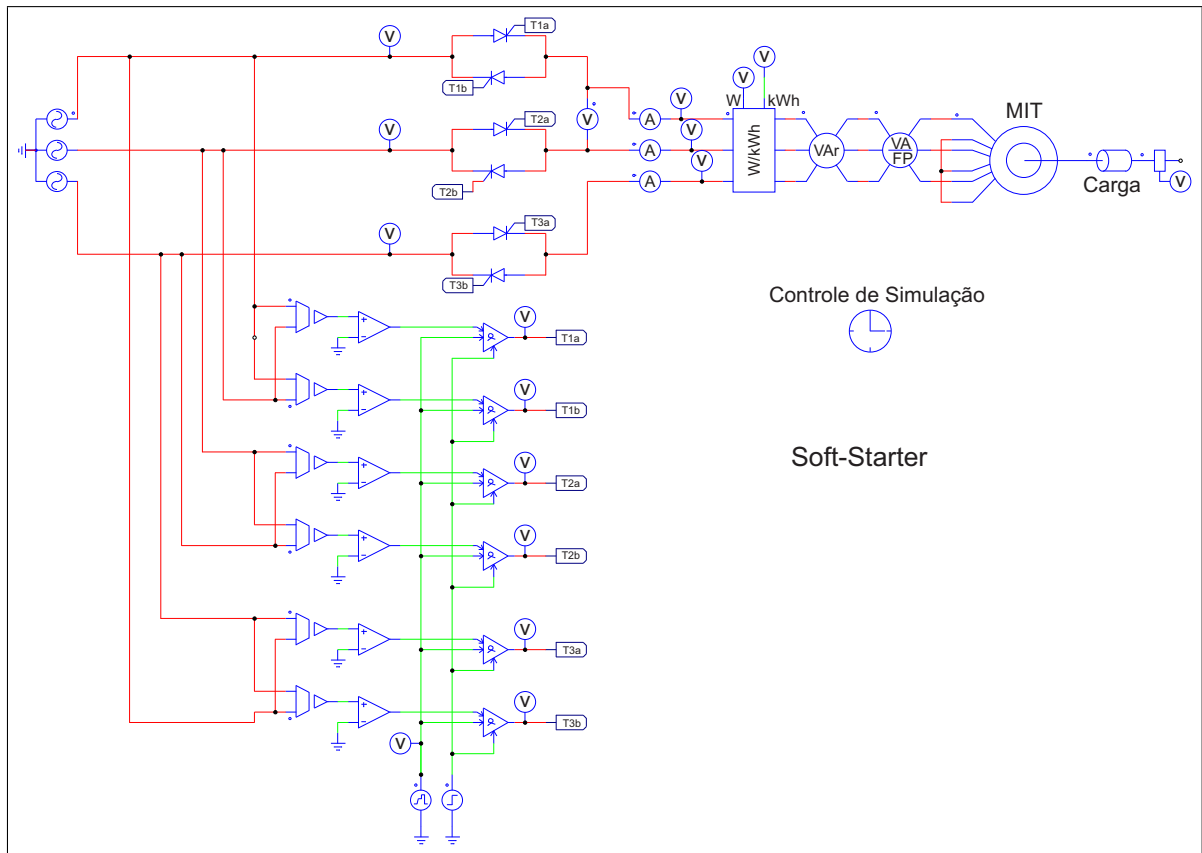 T1a
V
V
V
T1b
W
kWh
V
MIT
T2a
V
V
A
V
W/kWh
VAr
VA
FP
A
V
T2b
A
Carga
V
T3a
V
T3b
Controle de Simulação
V
T1a
V
T1b
Soft-Starter
V
T2a
V
T2b
V
T3a
V
T3b
V